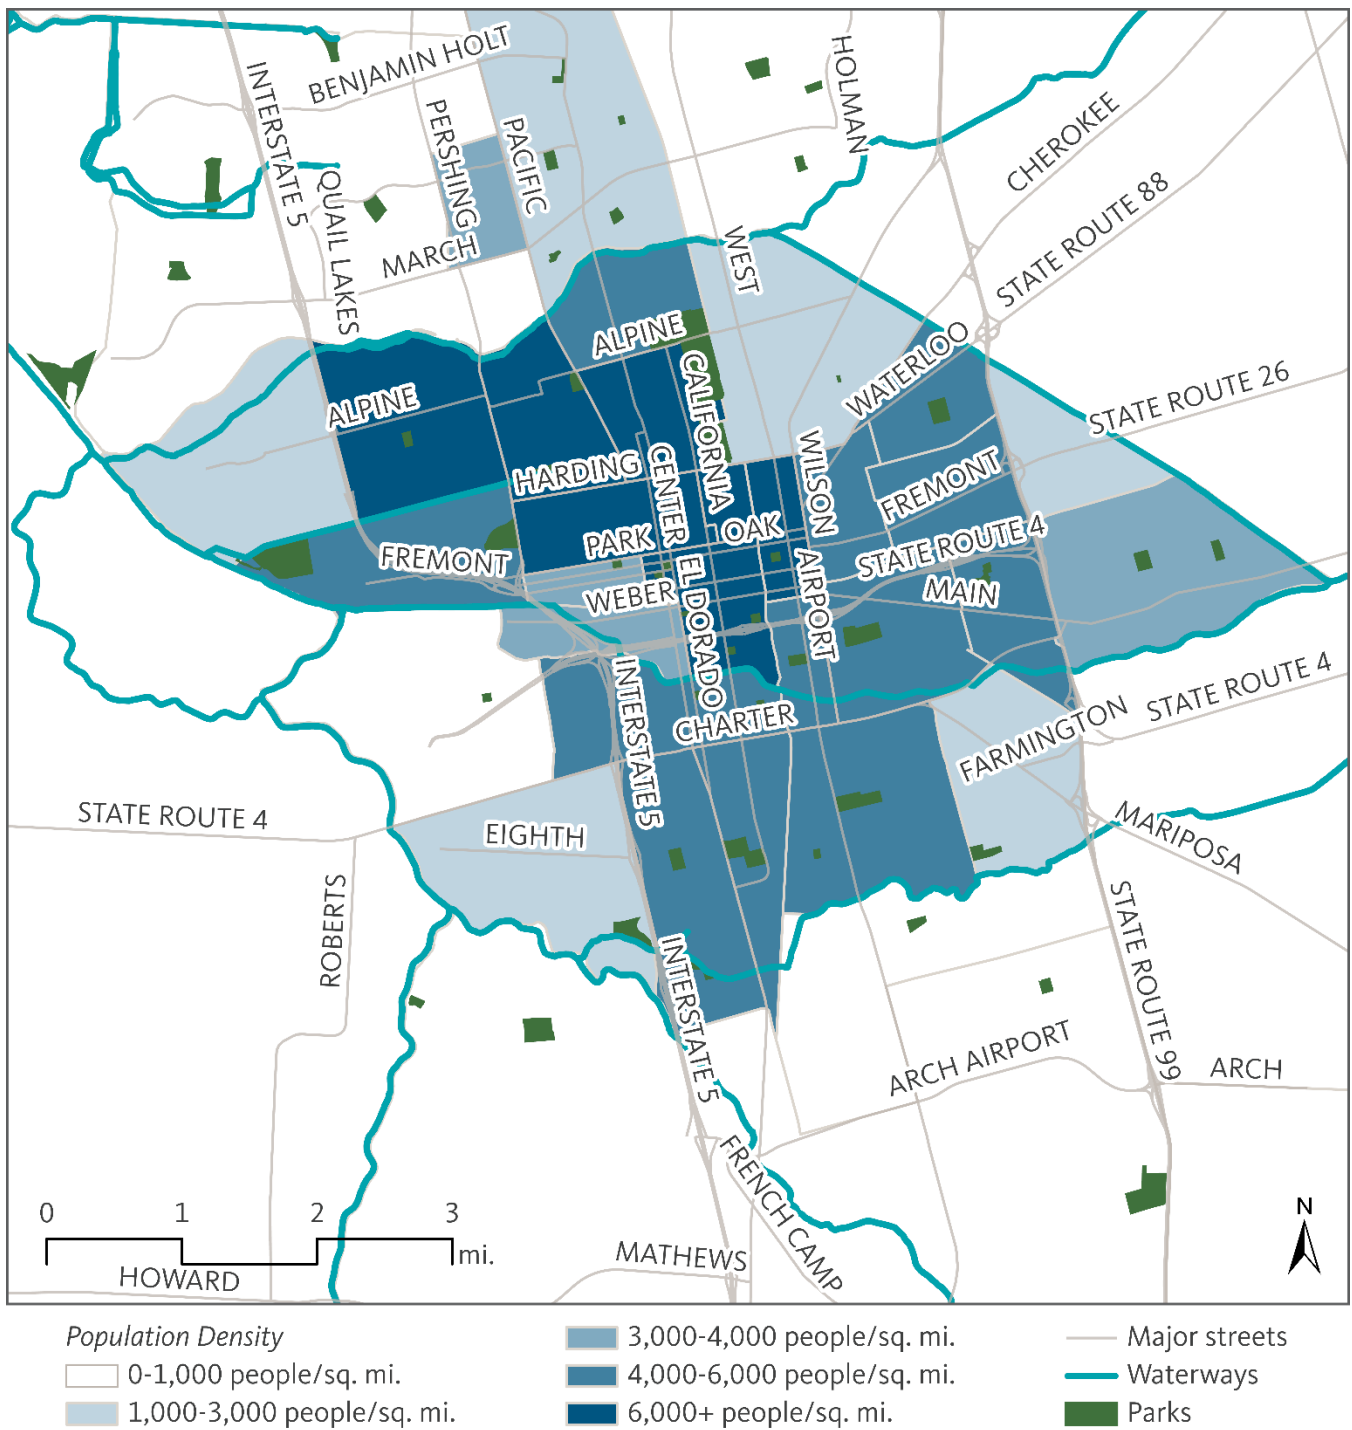 BENJAMIN HOLT
HOLMAN
INTERSTATE 5
PERSHING
PACIFIC
CHEROKEE
QUAIL LAKES
STATE ROUTE 88
MARCH
WEST
ALPINE
WATERLOO
CALIFORNIA
ALPINE
STATE ROUTE 26
HARDING
CENTER
WILSON
FREMONT
PARK
OAK
STATE ROUTE 4
FREMONT
EL DORADO
AIRPORT
WEBER
MAIN
INTERSTATE 5
CHARTER
FARMINGTON
STATE ROUTE 4
STATE ROUTE 4
EIGHTH
MARIPOSA
ROBERTS
STATE ROUTE 99
INTERSTATE 5
ARCH AIRPORT
ARCH
FRENCH CAMP
0 1 2 3
mi.
N
HOWARD
MATHEWS
Population Density
0-1,000 people/sq. mi.
1,000-3,000 people/sq. mi.
3,000-4,000 people/sq. mi.
4,000-6,000 people/sq. mi.
6,000+ people/sq. mi.
Major streets
Waterways
Parks